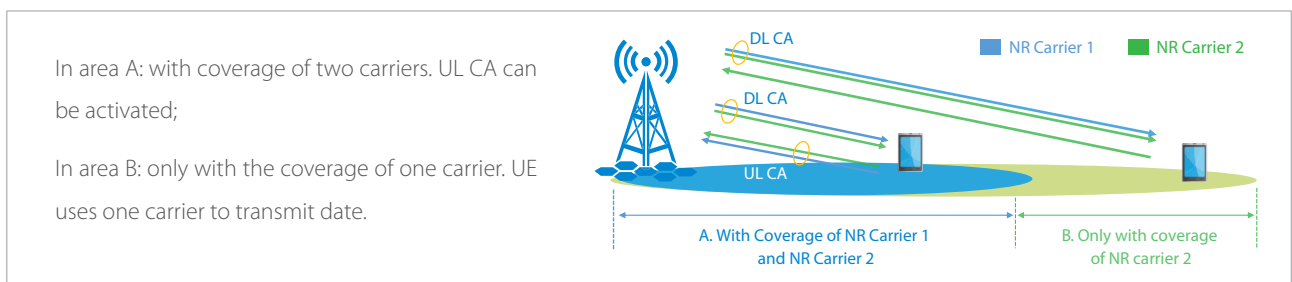 In area A: with coverage of two carriers. UL CA can
be activated;
In area B: only with the coverage of one carrier. UE
uses one carrier to transmit date.
DL CA
NR Carrier 1
NR Carrier 2
DL CA
UL CA
A. With Coverage of NR Carrier 1
and NR Carrier 2
B. Only with coverage
of NR carrier 2